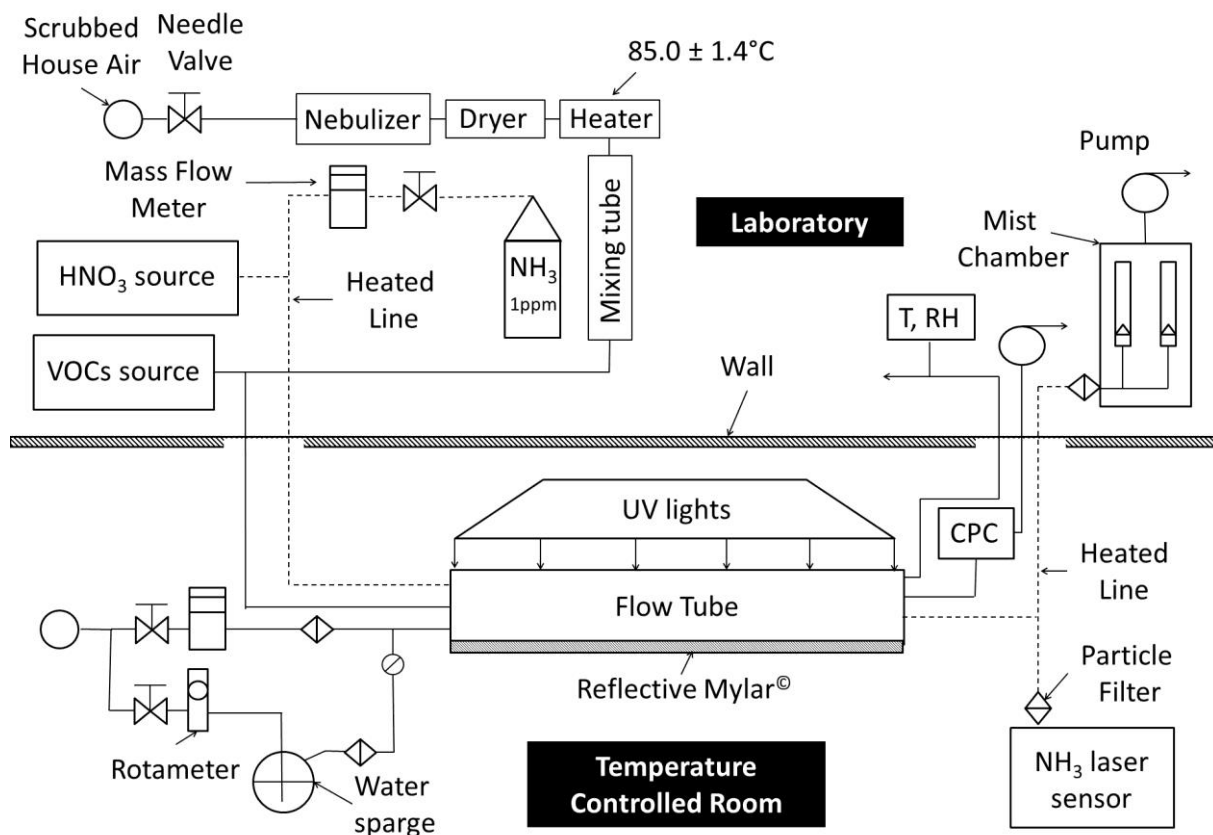 Scrubbed
House Air
Needle
Valve
85.0 ± 1.4°C
Nebulizer
Dryer
Heater
Mass Flow
Meter
Mixing tube
Pump
Laboratory
Mist
Chamber
HNO₃ source
Heated
Line
NH₃
1ppm
T, RH
VOCs source
Wall
UV lights
CPC
Flow Tube
Heated
Line
Reflective Mylar©
Particle
Filter
Rotameter
Water
sparge
Temperature
Controlled Room
NH₃ laser
sensor